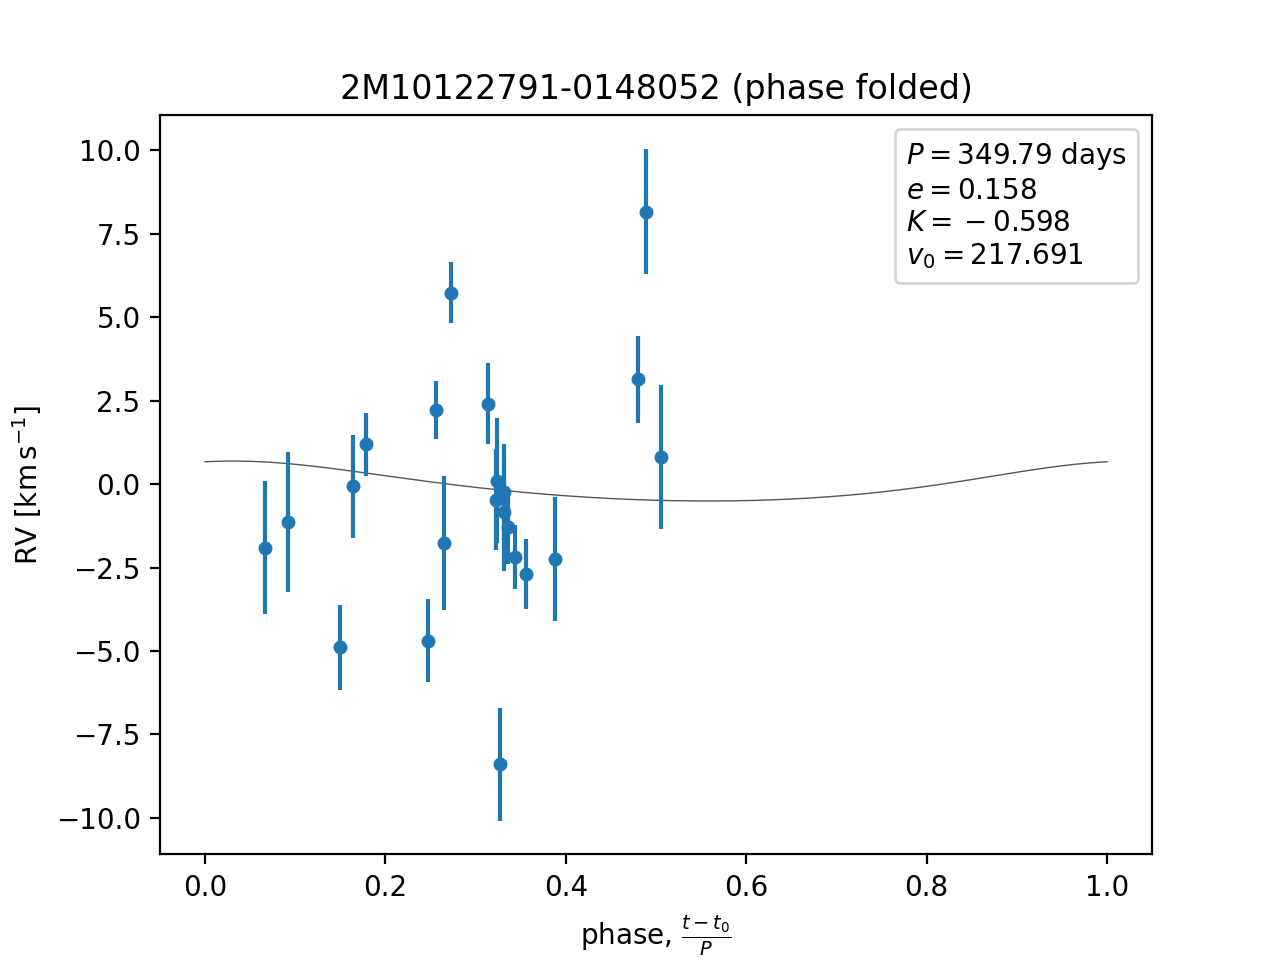 2M10122791-0148052 (phase folded)
P = 349.79 days
e = 0.158
K = −0.598
v₀ = 217.691
RV [km s⁻¹]
10.0
7.5
5.0
2.5
0.0
−2.5
−5.0
−7.5
−10.0
0.0 0.2 0.4 0.6 0.8 1.0
phase, (t − t₀)/P